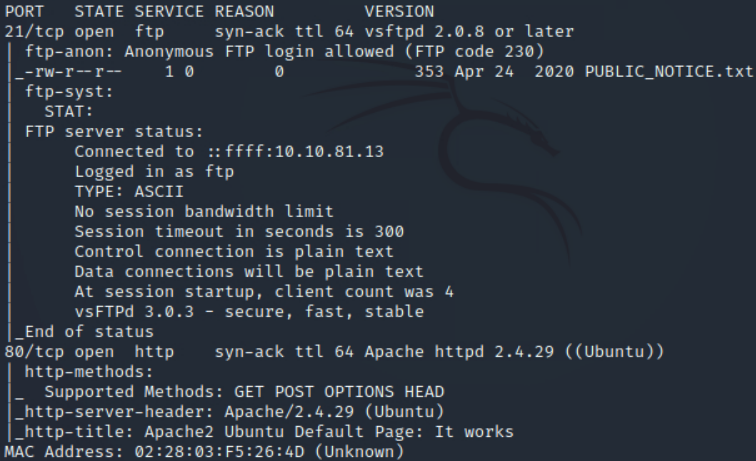 PORT   STATE SERVICE REASON         VERSION
21/tcp open  ftp     syn-ack ttl 64 vsftpd 2.0.8 or later
| ftp-anon: Anonymous FTP login allowed (FTP code 230)
|_-rw-r--r--    1 0        0             353 Apr 24  2020 PUBLIC_NOTICE.txt
| ftp-syst:
|   STAT:
| FTP server status:
|      Connected to ::ffff:10.10.81.13
|      Logged in as ftp
|      TYPE: ASCII
|      No session bandwidth limit
|      Session timeout in seconds is 300
|      Control connection is plain text
|      Data connections will be plain text
|      At session startup, client count was 4
|      vsFTPd 3.0.3 - secure, fast, stable
|_End of status
80/tcp open  http    syn-ack ttl 64 Apache httpd 2.4.29 ((Ubuntu))
| http-methods:
|_  Supported Methods: GET POST OPTIONS HEAD
|_http-server-header: Apache/2.4.29 (Ubuntu)
|_http-title: Apache2 Ubuntu Default Page: It works
MAC Address: 02:28:03:F5:26:4D (Unknown)